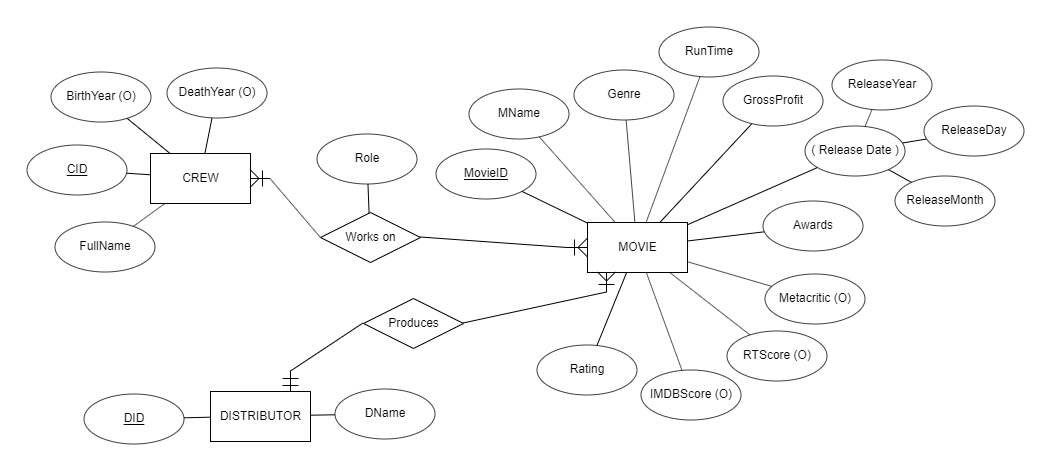 RunTime
ReleaseYear
DeathYear (O)
BirthYear (O)
Genre
GrossProfit
MName
ReleaseDay
( Release Date )
Role
CID
MovieID
CREW
ReleaseMonth
Awards
Works on
FullName
MOVIE
Metacritic (O)
Produces
RTScore (O)
Rating
IMDBScore (O)
DID
DISTRIBUTOR
DName